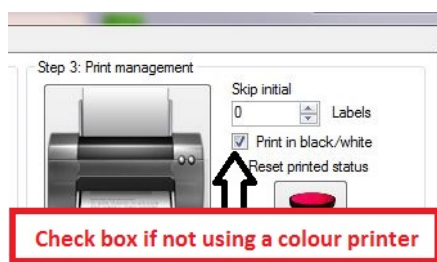 Step 3: Print management
Skip initial
0 Labels
Print in black/white
Reset printed status
Check box if not using a colour printer